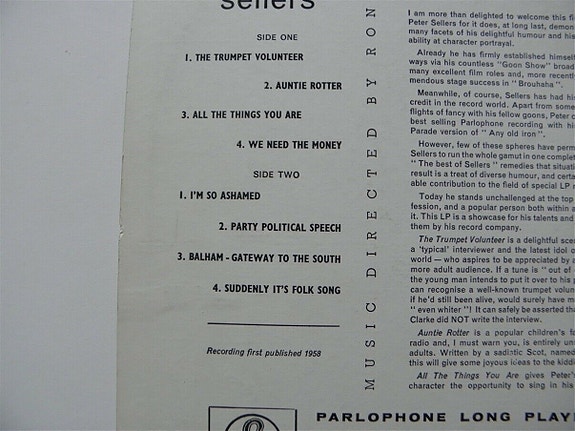 sellers
SIDE ONE
1. THE TRUMPET VOLUNTEER
2. AUNTIE ROTTER
3. ALL THE THINGS YOU ARE
4. WE NEED THE MONEY
SIDE TWO
1. I'M SO ASHAMED
2. PARTY POLITICAL SPEECH
3. BALHAM - GATEWAY TO THE SOUTH
4. SUDDENLY IT'S FOLK SONG
Recording first published 1958
MUSIC DIRECTED BY RON
I am more than delighted to welcome this fi
Peter Sellers for it does, at long last, demon
many facets of his delightful humour and his
ability at character portrayal.
Already he has firmly established himself
ways via his countless "Goon Show" broad
many excellent film roles and, more recently
mendous stage success in "Brouhaha".
Meanwhile, of course, Sellers has had his
credit in the record world. Apart from some
flights of fancy with his fellow goons, Peter c
best selling Parlophone recording with his
Parade version of "Any old iron".
However, few of these spheres have perm
Sellers to run the whole gamut in one complet
"The best of Sellers" remedies that situation
result is a treat of diverse humour, and certa
able contribution to the field of special LP r
Today he stands unchallenged at the top
fession, and a popular person both within a
it. This LP is a showcase for his talents and
them by his record company.
The Trumpet Volunteer is a delightful scen
a 'typical' interviewer and the latest idol o
world — who aspires to be appreciated by a
more adult audience. If a tune is "out of
the young man intends to put it over to his p
can recognise a well-known trumpet volun
if he'd still been alive, would surely have m
"even whiter"! It can safely be asserted tha
Clarke did NOT write the interview.
Auntie Rotter is a popular children's fa
radio and, I must warn you, is entirely unsu
adults. Written by a sadistic Scot, named
this will give some joyous ideas to the kiddi
All The Things You Are gives Peter's
character the opportunity to sing in his
PARLOPHONE LONG PLAY